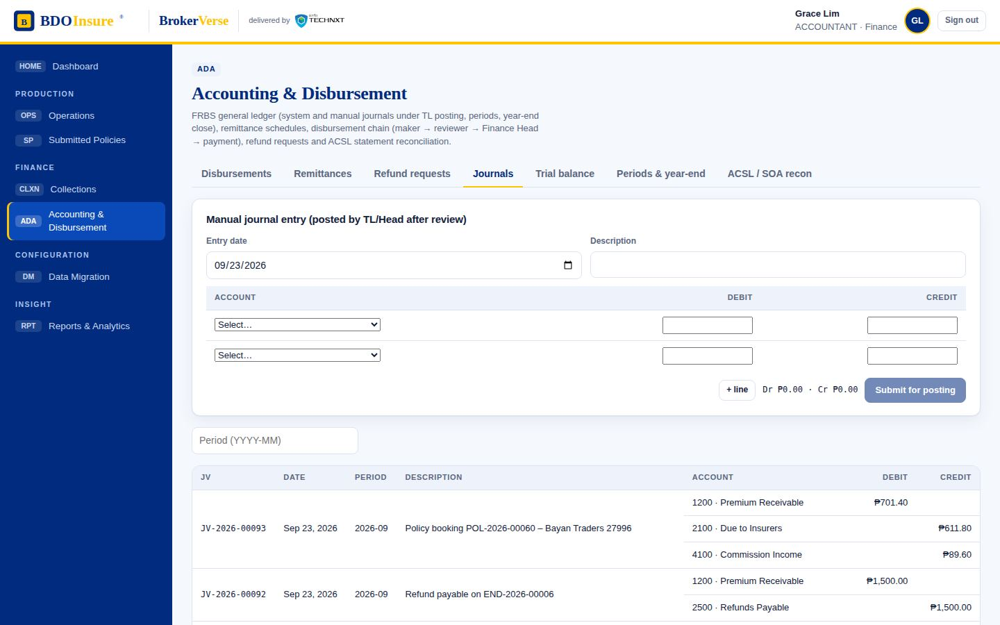 B BDOInsure ®
BrokerVerse
delivered by
TECHNXT
Grace Lim
ACCOUNTANT · Finance
GL
Sign out
HOME Dashboard
PRODUCTION
OPS Operations
SP Submitted Policies
FINANCE
CLXN Collections
ADA Accounting &
Disbursement
CONFIGURATION
DM Data Migration
INSIGHT
RPT Reports & Analytics
ADA
Accounting & Disbursement
FRBS general ledger (system and manual journals under TL posting, periods, year-end
close), remittance schedules, disbursement chain (maker → reviewer → Finance Head
→ payment), refund requests and ACSL statement reconciliation.
Disbursements Remittances Refund requests Journals Trial balance Periods & year-end ACSL / SOA recon
Manual journal entry (posted by TL/Head after review)
Entry date Description
09/23/2026
ACCOUNT DEBIT CREDIT
Select…
Select…
+ line Dr ₱0.00 · Cr ₱0.00 Submit for posting
Period (YYYY-MM)
JV DATE PERIOD DESCRIPTION ACCOUNT DEBIT CREDIT
JV-2026-00093 Sep 23, 2026 2026-09 Policy booking POL-2026-00060 – Bayan Traders 27996
1200 · Premium Receivable ₱701.40
2100 · Due to Insurers ₱611.80
4100 · Commission Income ₱89.60
JV-2026-00092 Sep 23, 2026 2026-09 Refund payable on END-2026-00006
1200 · Premium Receivable ₱1,500.00
2500 · Refunds Payable ₱1,500.00